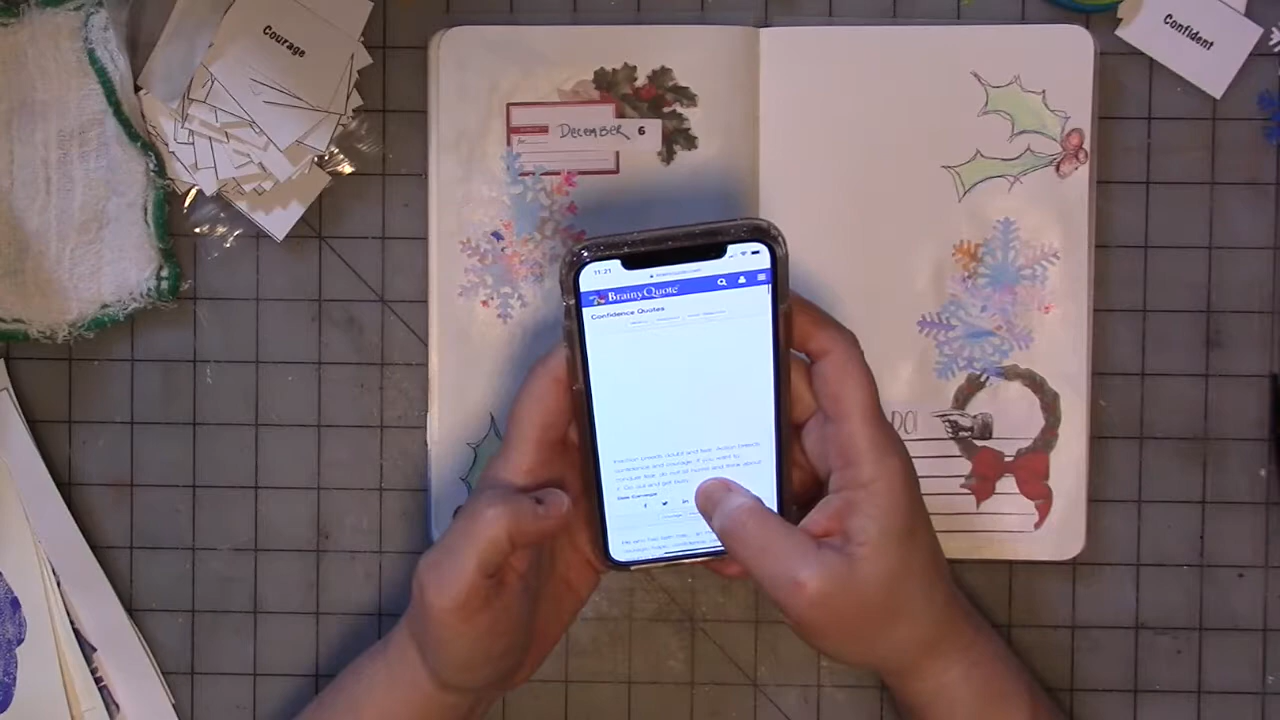 Courage
Confident
DECEMBER 6
11:21
BrainyQuote
Confidence Quotes
Inaction breeds doubt and fear. Action breeds
confidence and courage. If you want to
conquer fear, do not sit home and think about
it. Go out and get busy.
Dale Carnegie
DO!